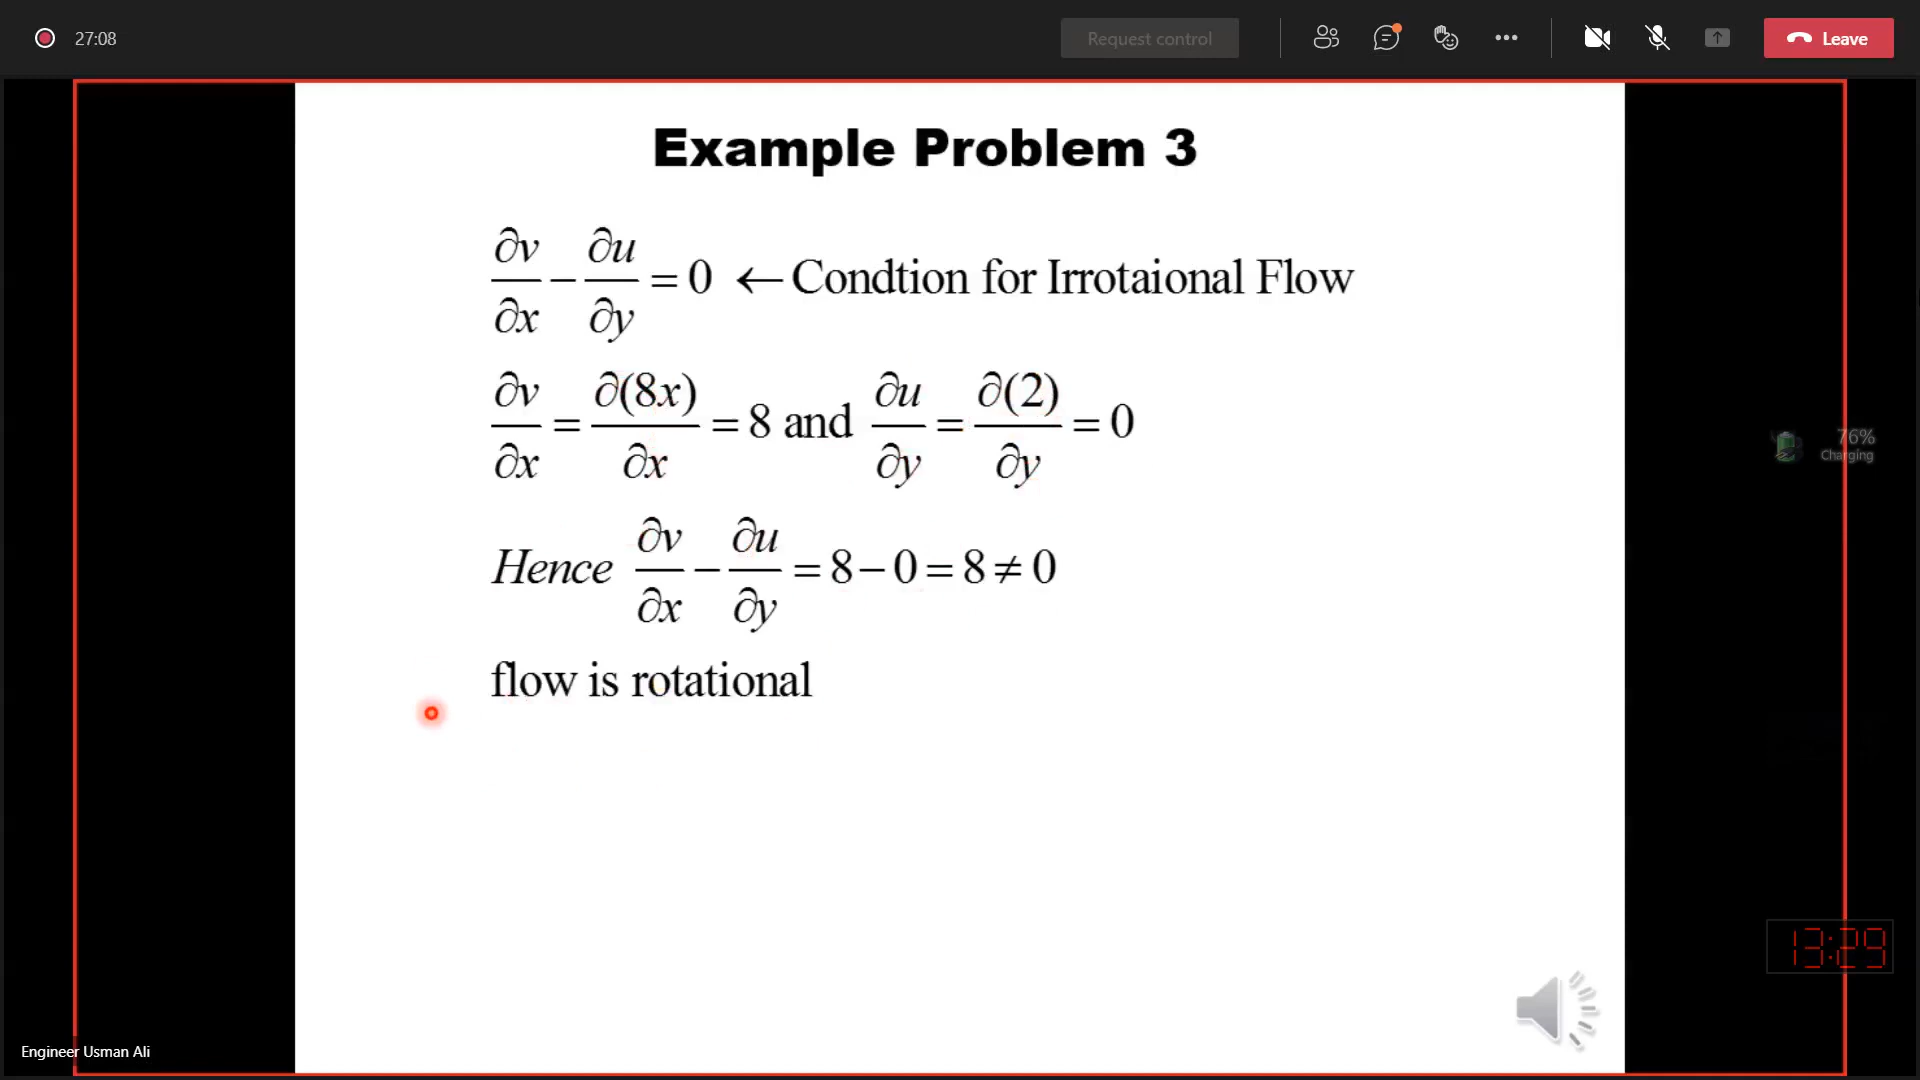 27:08
Request control
Leave
Example Problem 3
∂v/∂x − ∂u/∂y = 0 ← Condtion for Irrotaional Flow
∂v/∂x = ∂(8x)/∂x = 8 and ∂u/∂y = ∂(2)/∂y = 0
Hence ∂v/∂x − ∂u/∂y = 8 − 0 = 8 ≠ 0
flow is rotational
76%
Charging
13:29
Engineer Usman Ali